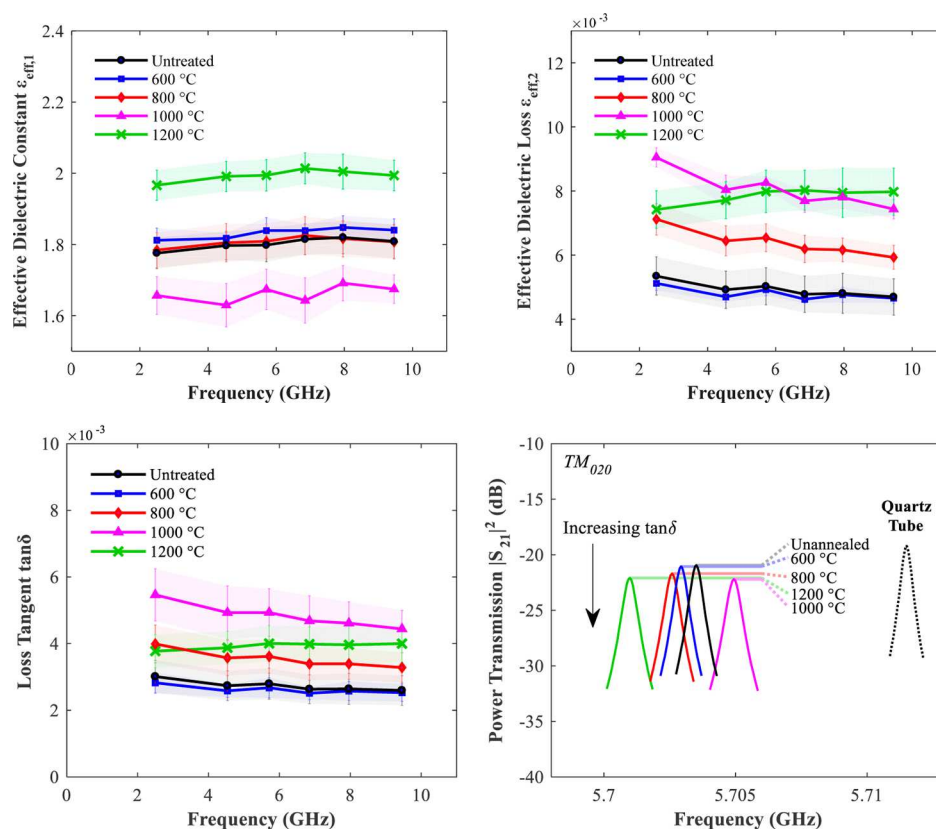 Effective Dielectric Constant ε_eff,1
2.4
2.2
2
1.8
1.6
Untreated
600 °C
800 °C
1000 °C
1200 °C
0 2 4 6 8 10
Frequency (GHz)
Effective Dielectric Loss ε_eff,2
×10⁻³
12
10
8
6
4
Untreated
600 °C
800 °C
1000 °C
1200 °C
0 2 4 6 8 10
Frequency (GHz)
Loss Tangent tanδ
×10⁻³
10
8
6
4
2
0
Untreated
600 °C
800 °C
1000 °C
1200 °C
0 2 4 6 8 10
Frequency (GHz)
Power Transmission |S₂₁|² (dB)
-10
-15
-20
-25
-30
-35
-40
TM₀₂₀
Increasing tanδ
Unannealed
600 °C
800 °C
1200 °C
1000 °C
Quartz
Tube
5.7 5.705 5.71
Frequency (GHz)